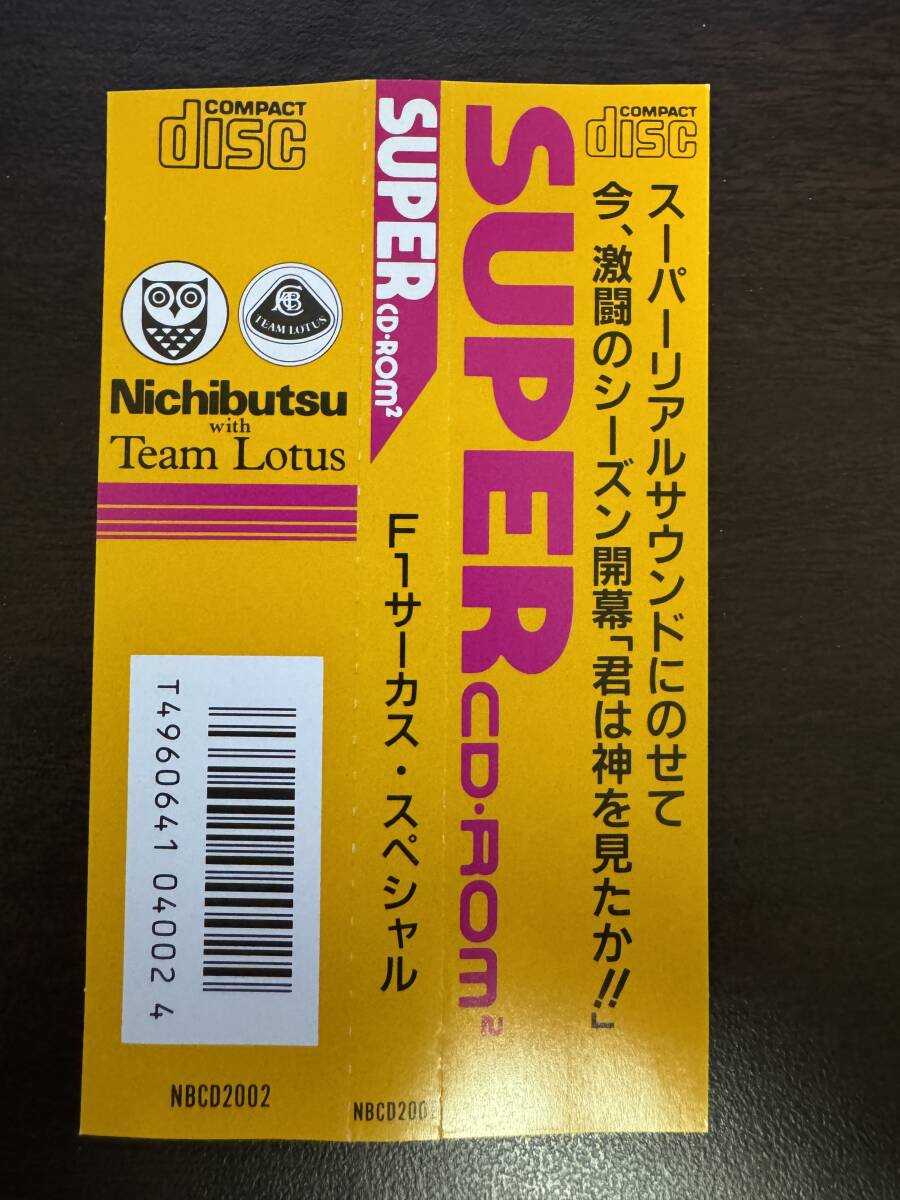 COMPACT
disc
TEAM LOTUS
Nichibutsu
with
Team Lotus
T4960641 040002 4
NBCD2002
SUPER CD·ROM²
F1サーカス・スペシャル
NBCD2002
SUPER CD·ROM²
COMPACT
disc
スーパーリアルサウンドにのせて
今、激闘のシーズン開幕「君は神を見たか!!」